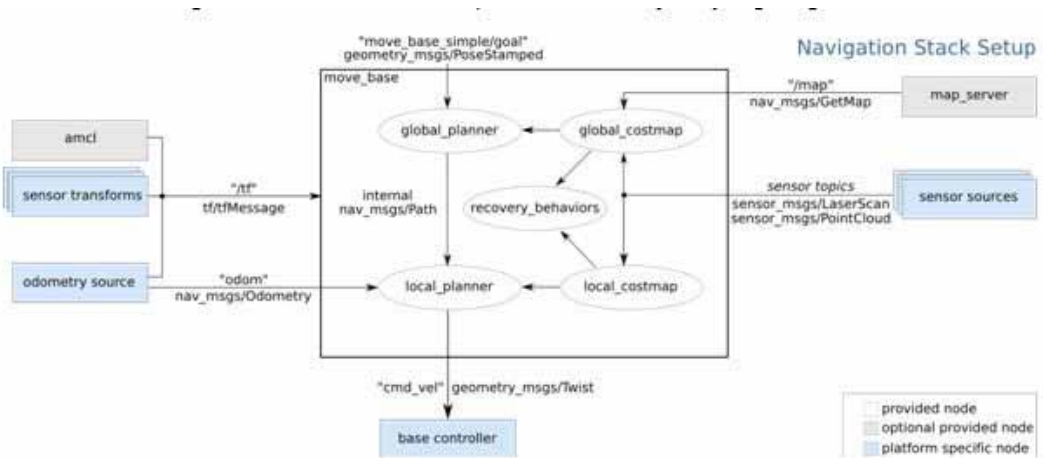 "move_base_simple/goal"
geometry_msgs/PoseStamped
Navigation Stack Setup
move_base
"/map"
nav_msgs/GetMap
map_server
global_planner
global_costmap
amcl
sensor transforms
"/tf"
tf/tfMessage
internal
nav_msgs/Path
recovery_behaviors
sensor topics
sensor_msgs/LaserScan
sensor_msgs/PointCloud
sensor sources
odometry source
"odom"
nav_msgs/Odometry
local_planner
local_costmap
"cmd_vel"
geometry_msgs/Twist
base controller
provided node
optional provided node
platform specific node